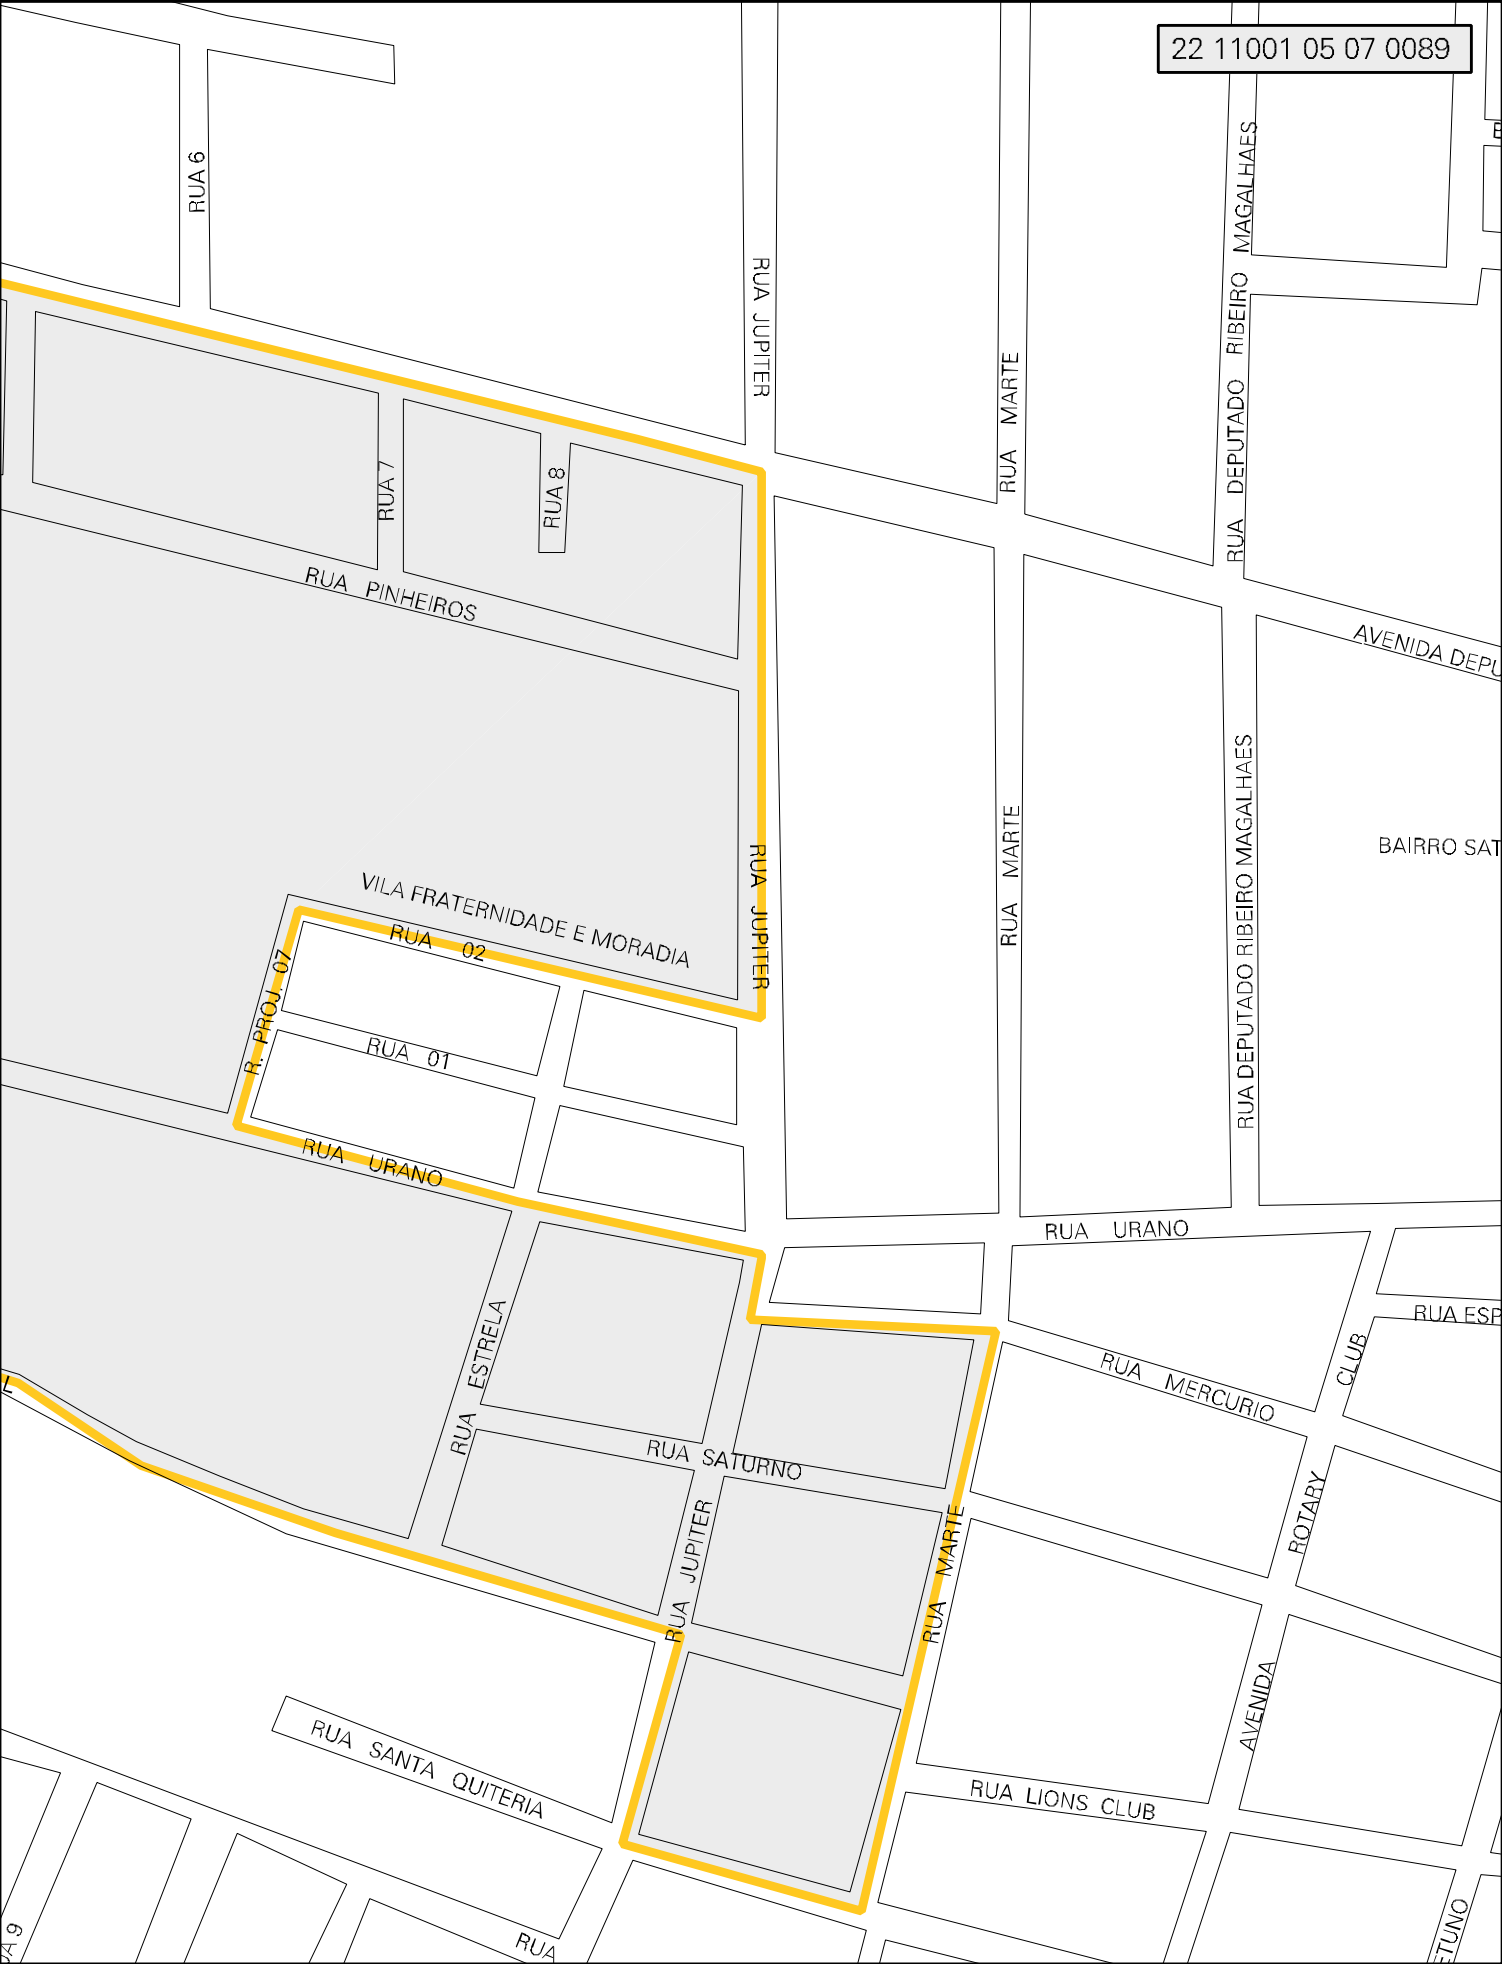 22 11001 05 07 0089
RUA 6
RUA JUPITER
RUA MARTE
RUA DEPUTADO RIBEIRO MAGALHAES
RUA 7
RUA 8
RUA PINHEIROS
AVENIDA DEPU
RUA MARTE
RUA DEPUTADO RIBEIRO MAGALHAES
BAIRRO SAT
RUA JUPITER
VILA FRATERNIDADE E MORADIA
RUA 02
R. PROJ. 07
RUA 01
RUA URANO
RUA URANO
RUA ESP
RUA ESTRELA
RUA MERCURIO
L
RUA SATURNO
RUA JUPITER
RUA MARTE
AVENIDA ROTARY CLUB
RUA SANTA QUITERIA
RUA LIONS CLUB
RUA
ETUNO